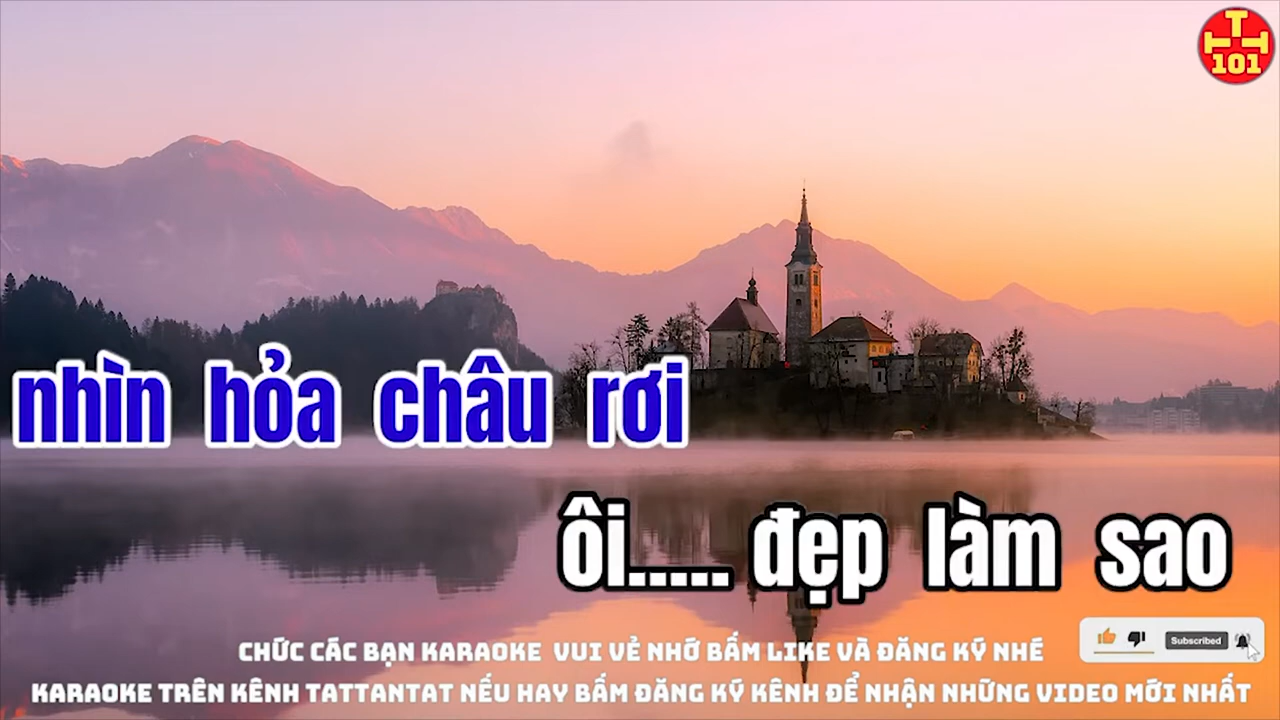 T
T T
101
nhìn hỏa châu rơi
ôi..... đẹp làm sao
Subscribed
CHỨC CÁC BẠN KARAOKE VUI VẺ NHỚ BẤM LIKE VÀ ĐĂNG KÝ NHÉ
KARAOKE TRÊN KÊNH TATTANTAT NẾU HAY BẤM ĐĂNG KÝ KÊNH ĐỂ NHẬN NHỮNG VIDEO MỚI NHẤT